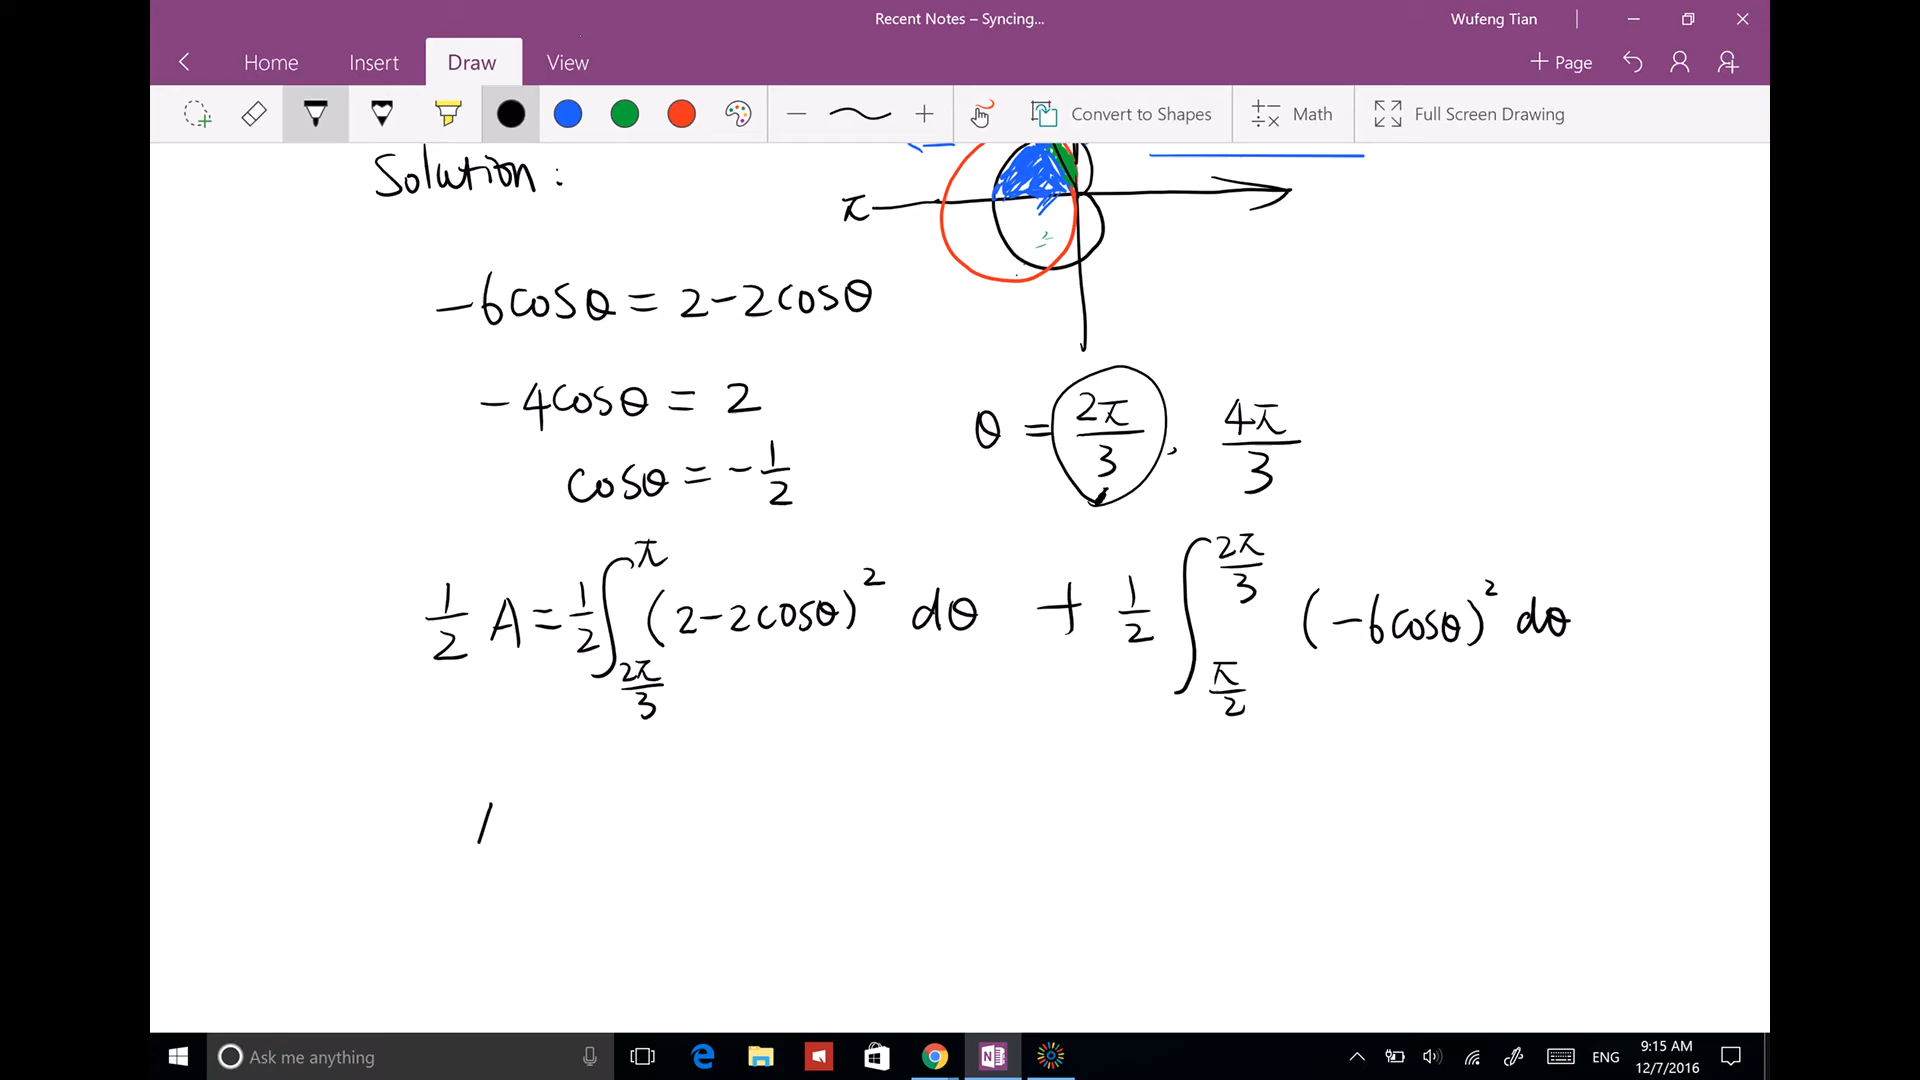 Recent Notes – Syncing...
Wufeng Tian
Home Insert Draw View
Page
Convert to Shapes
Math
Full Screen Drawing
Solution:
π
-6cosθ = 2-2cosθ
-4cosθ = 2
θ = 2π/3, 4π/3
cosθ = -1/2
1/2 A = 1/2 ∫_{2π/3}^{π} (2-2cosθ)² dθ + 1/2 ∫_{π/2}^{2π/3} (-6cosθ)² dθ
Ask me anything
ENG
9:15 AM
12/7/2016